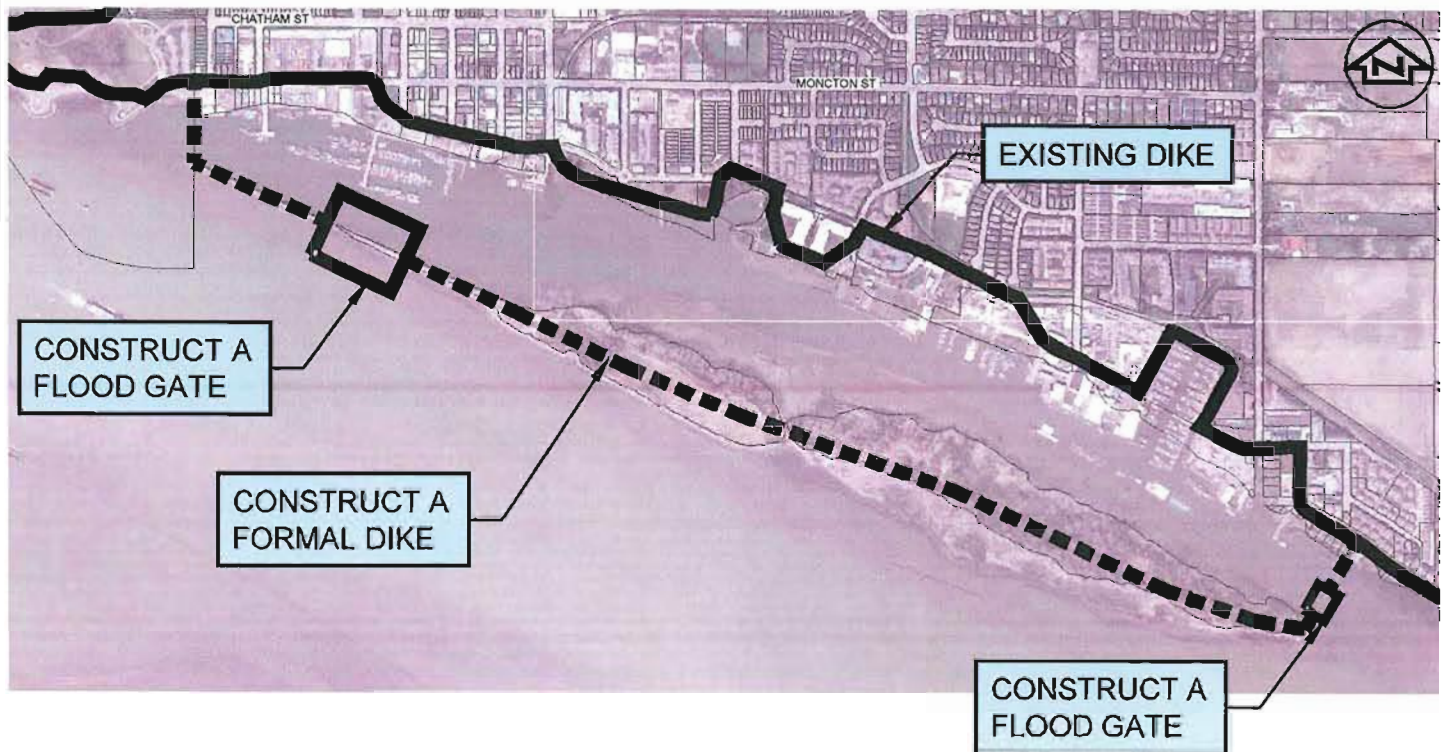 CHATHAM ST
MONCTON ST
N
EXISTING DIKE
CONSTRUCT A
FLOOD GATE
CONSTRUCT A
FORMAL DIKE
CONSTRUCT A
FLOOD GATE